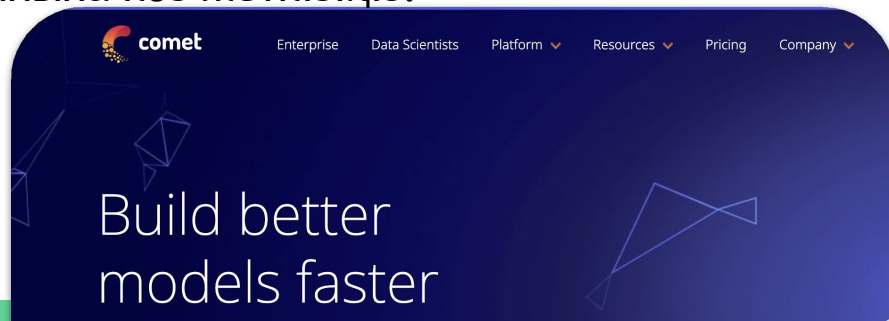 comet
Enterprise Data Scientists Platform Resources Pricing Company
Build better
models faster